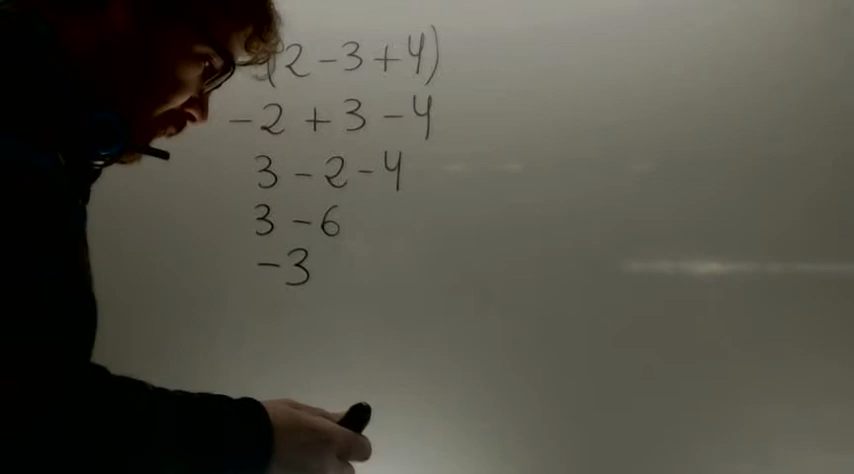 (2 - 3 + 4)
- 2 + 3 - 4
3 - 2 - 4
3 - 6
- 3